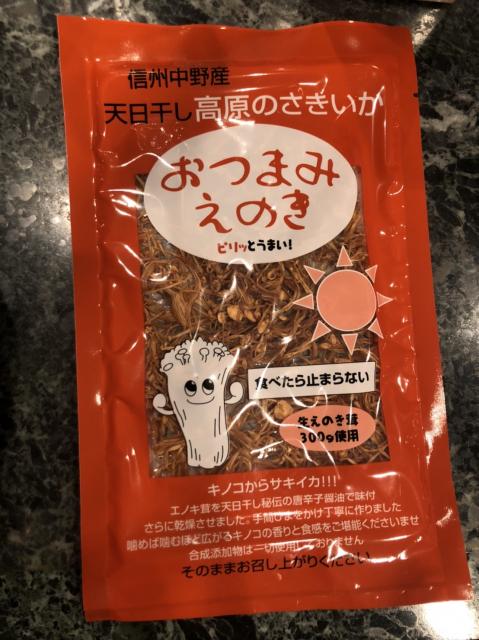 信州中野産
天日干し高原のさきいか
おつまみ
えのき
ピリッとうまい!
食べたら止まらない
生えのき茸
300g使用
キノコからサキイカ!!!
エノキ茸を天日干し秘伝の唐辛子醤油で味付
さらに乾燥させました。手間ひまをかけ丁寧に作りました
噛めば噛むほど広がるキノコの香りと食感をご堪能くださいませ
合成添加物は一切使用しておりません
そのままお召し上がりください